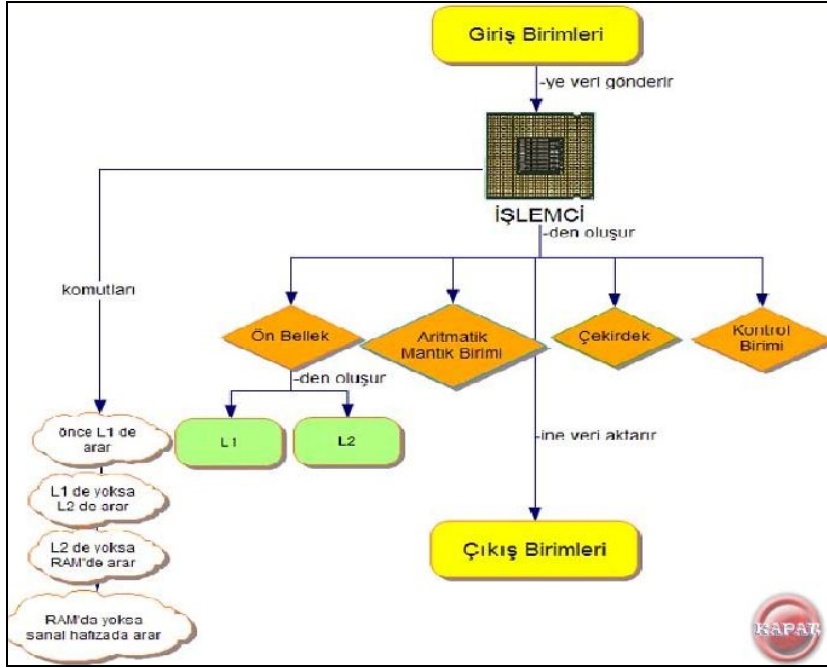 Giriş Birimleri
-ye veri gönderir
İŞLEMCİ
-den oluşur
komutları
Ön Bellek
Aritmatik
Mantık Birimi
Çekirdek
Kontrol
Birimi
-den oluşur
L1
L2
-ine veri aktarır
önce L1 de
arar
L1 de yoksa
L2 de arar
L2 de yoksa
RAM'de arar
RAM'da yoksa
sanal hafızada arar
Çıkış Birimleri
KAPAT